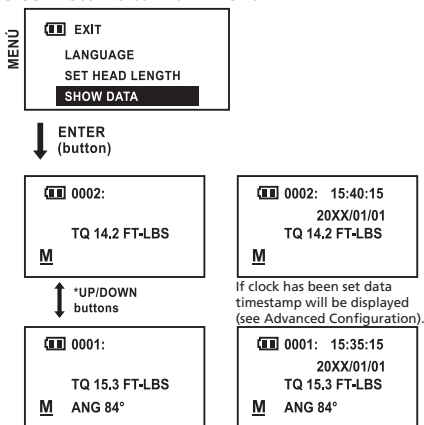 MENÚ
EXIT
LANGUAGE
SET HEAD LENGTH
SHOW DATA
ENTER
(button)
0002:
TQ 14.2 FT-LBS
M
0002: 15:40:15
20XX/01/01
TQ 14.2 FT-LBS
M
*UP/DOWN
buttons
If clock has been set data
timestamp will be displayed
(see Advanced Configuration).
0001:
TQ 15.3 FT-LBS
M ANG 84°
0001: 15:35:15
20XX/01/01
TQ 15.3 FT-LBS
M ANG 84°